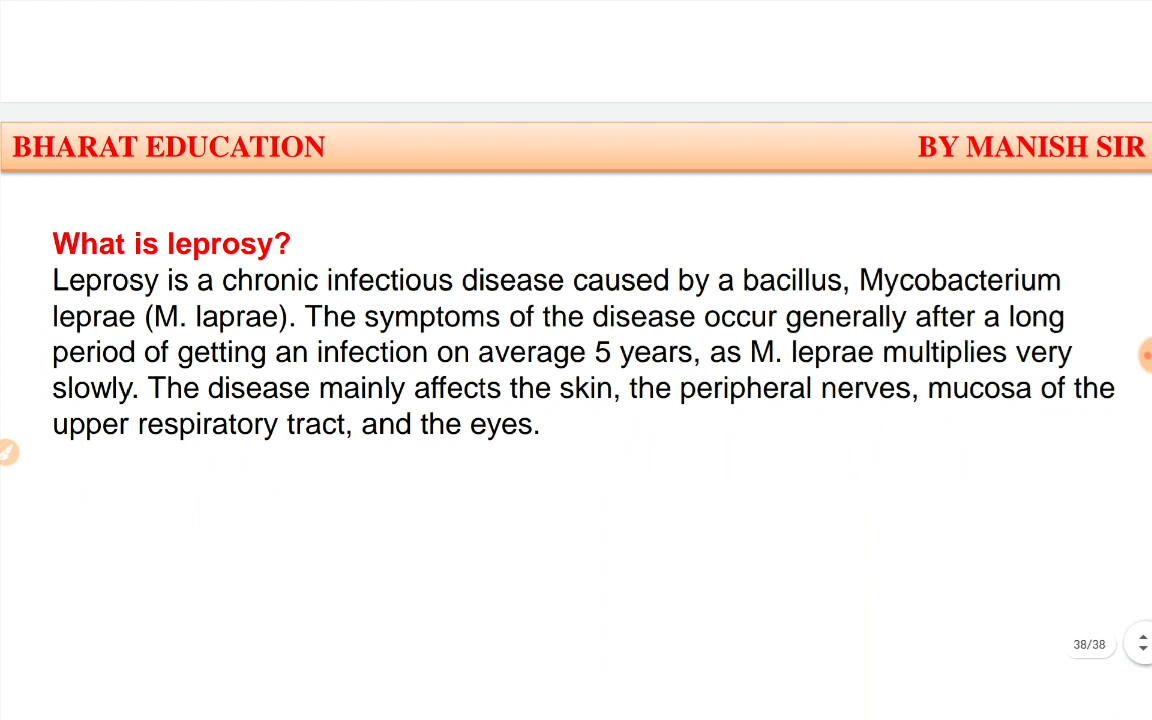 BHARAT EDUCATION BY MANISH SIR
What is leprosy?
Leprosy is a chronic infectious disease caused by a bacillus, Mycobacterium
leprae (M. laprae). The symptoms of the disease occur generally after a long
period of getting an infection on average 5 years, as M. leprae multiplies very
slowly. The disease mainly affects the skin, the peripheral nerves, mucosa of the
upper respiratory tract, and the eyes.
38/38